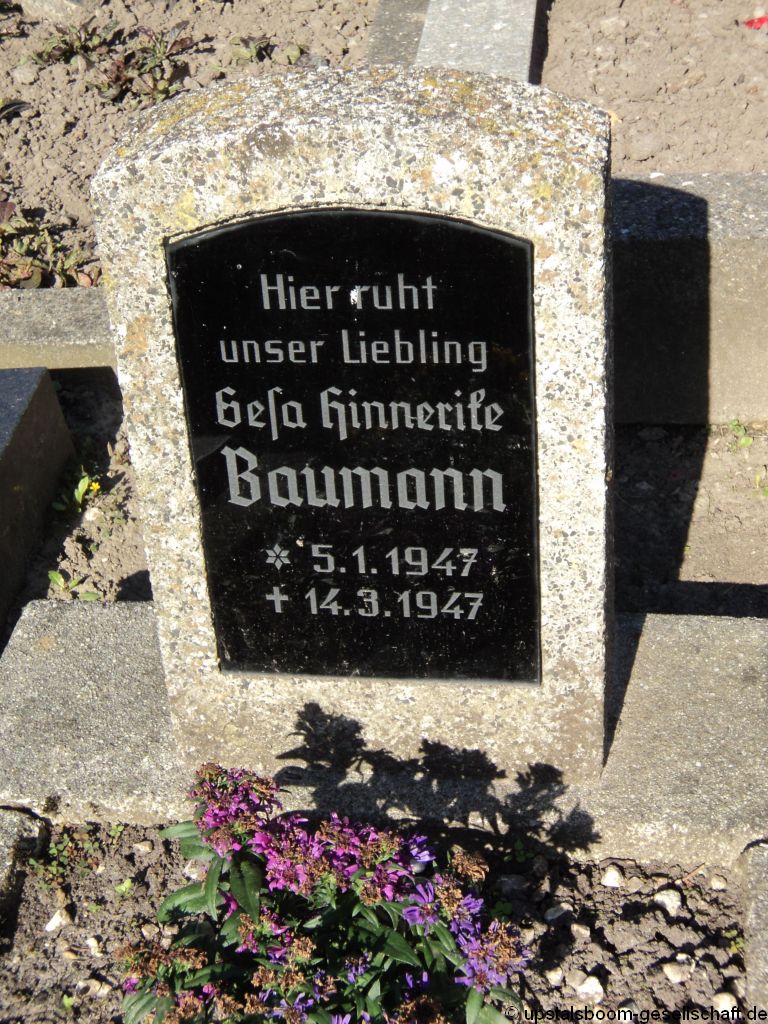 Hier ruht
unser Liebling
Gesa Hinnerike
Baumann
* 5.1.1947
+ 14.3.1947
upstalsboom-gesellschaft.de